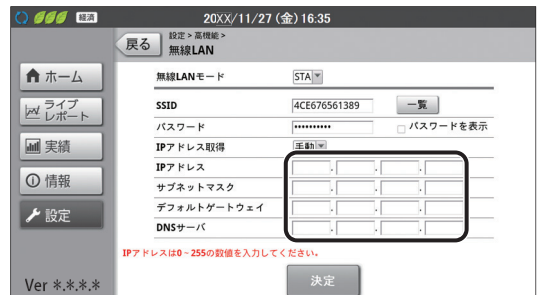 経済
20XX/11/27 (金) 16:35
戻る
設定 > 高機能 >
無線LAN
ホーム
ライブ
レポート
実績
情報
設定
Ver *.*.*.*
無線LANモード STA
SSID 4CE676561389 一覧
パスワード •••••••••• パスワードを表示
IPアドレス取得 手動
IPアドレス . . .
サブネットマスク . . .
デフォルトゲートウェイ . . .
DNSサーバ . . .
IPアドレスは0~255の数値を入力してください。
決定